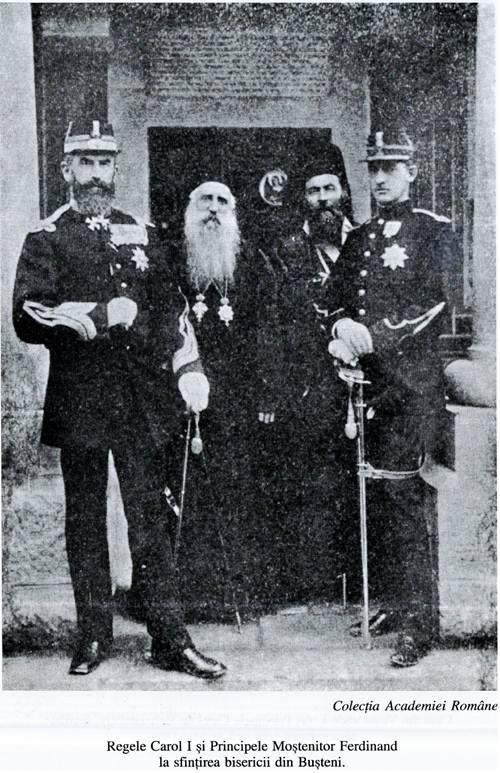 Colecția Academiei Române
Regele Carol I și Principele Moștenitor Ferdinand
la sfințirea bisericii din Bușteni.